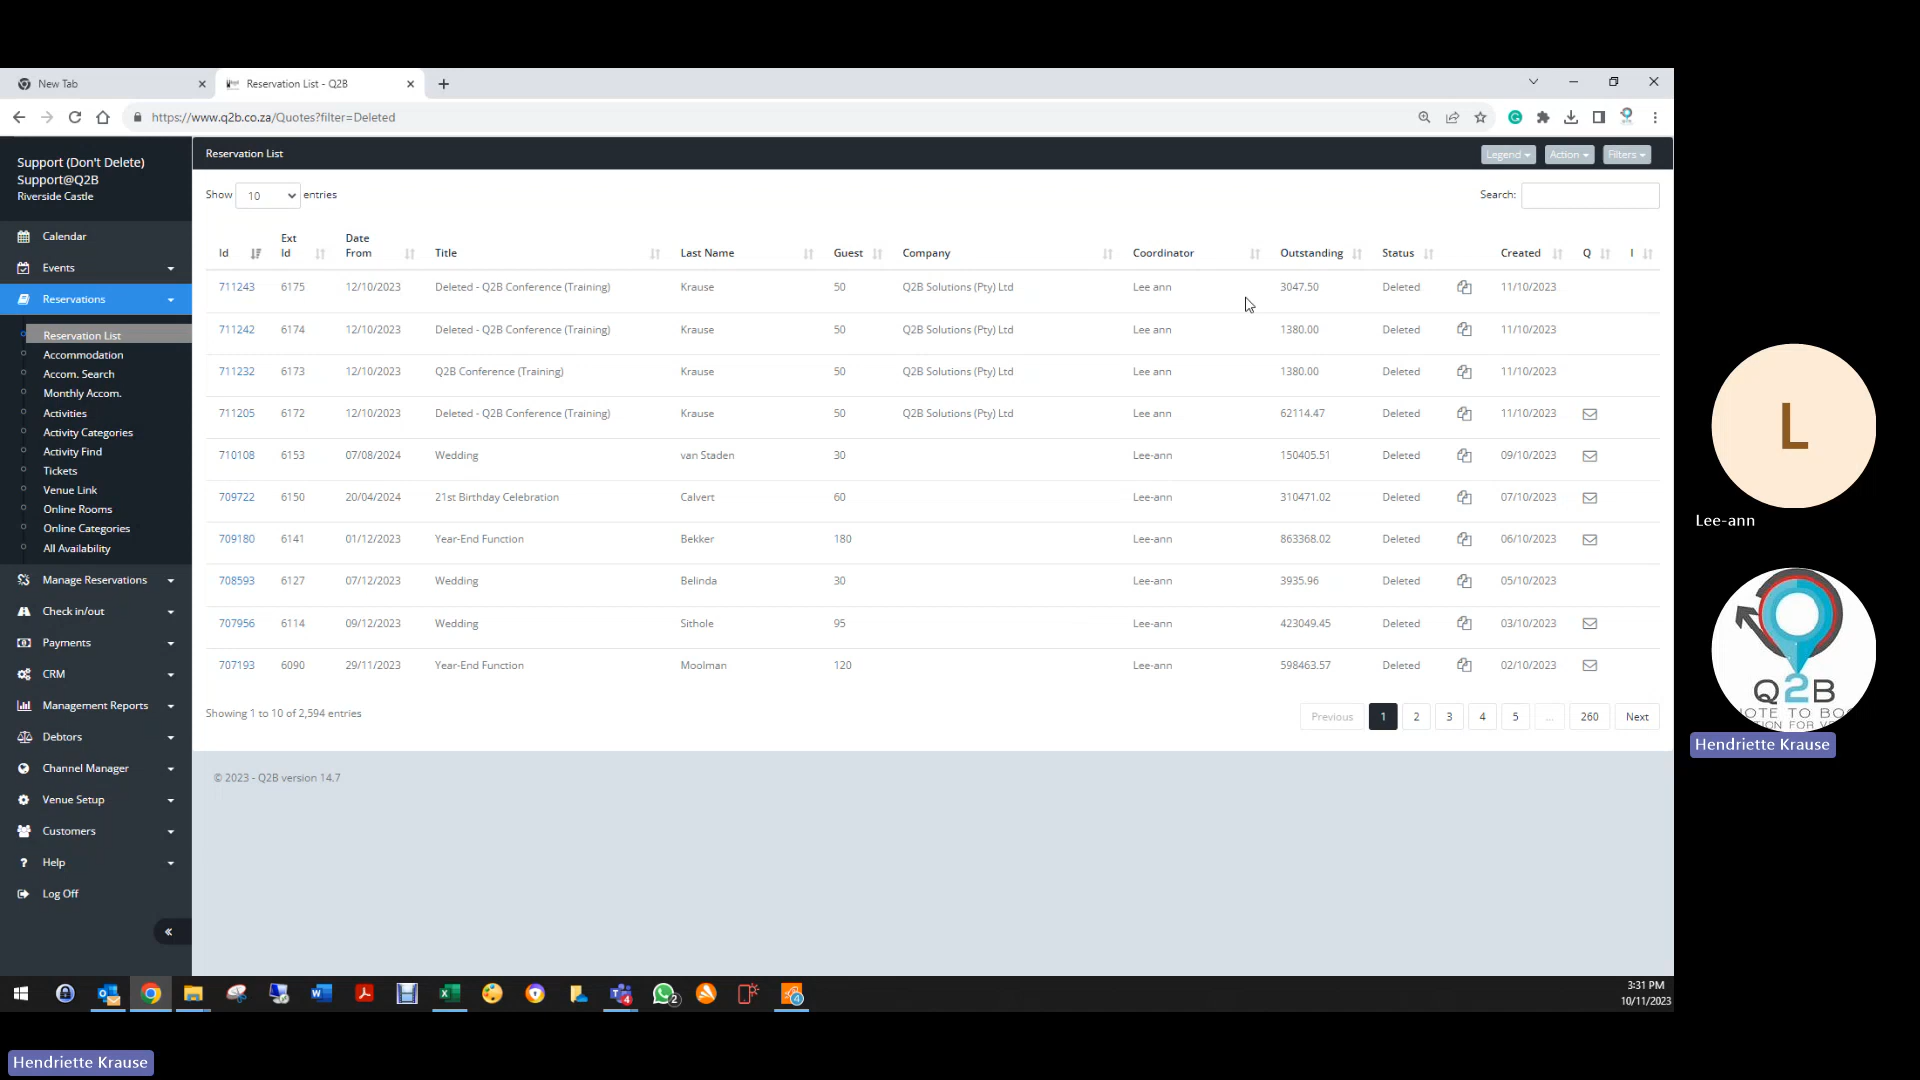 New Tab
Reservation List - Q2B
https://www.q2b.co.za/Quotes?filter=Deleted
Support (Don't Delete)
Support@Q2B
Riverside Castle
Calendar
Events
Reservations
Reservation List
Accommodation
Accom. Search
Monthly Accom.
Activities
Activity Categories
Activity Find
Tickets
Venue Link
Online Rooms
Online Categories
All Availability
Manage Reservations
Check in/out
Payments
CRM
Management Reports
Debtors
Channel Manager
Venue Setup
Customers
Help
Log Off
Reservation List
Legend
Action
Filters
Show 10 entries
Search:
Id Ext Id Date From Title Last Name Guest Company Coordinator Outstanding Status Created Q I
711243 6175 12/10/2023 Deleted - Q2B Conference (Training) Krause 50 Q2B Solutions (Pty) Ltd Lee ann 3047.50 Deleted 11/10/2023
711242 6174 12/10/2023 Deleted - Q2B Conference (Training) Krause 50 Q2B Solutions (Pty) Ltd Lee ann 1380.00 Deleted 11/10/2023
711232 6173 12/10/2023 Q2B Conference (Training) Krause 50 Q2B Solutions (Pty) Ltd Lee ann 1380.00 Deleted 11/10/2023
711205 6172 12/10/2023 Deleted - Q2B Conference (Training) Krause 50 Q2B Solutions (Pty) Ltd Lee ann 62114.47 Deleted 11/10/2023
710108 6153 07/08/2024 Wedding van Staden 30 Lee-ann 150405.51 Deleted 09/10/2023
709722 6150 20/04/2024 21st Birthday Celebration Calvert 60 Lee-ann 310471.02 Deleted 07/10/2023
709180 6141 01/12/2023 Year-End Function Bekker 180 Lee-ann 863368.02 Deleted 06/10/2023
708593 6127 07/12/2023 Wedding Belinda 30 Lee-ann 3935.96 Deleted 05/10/2023
707956 6114 09/12/2023 Wedding Sithole 95 Lee-ann 423049.45 Deleted 03/10/2023
707193 6090 29/11/2023 Year-End Function Moolman 120 Lee-ann 598463.57 Deleted 02/10/2023
Showing 1 to 10 of 2,594 entries
Previous 1 2 3 4 5 ... 260 Next
© 2023 - Q2B version 14.7
3:31 PM
10/11/2023
L
Lee-ann
Q2B
Hendriette Krause
Hendriette Krause